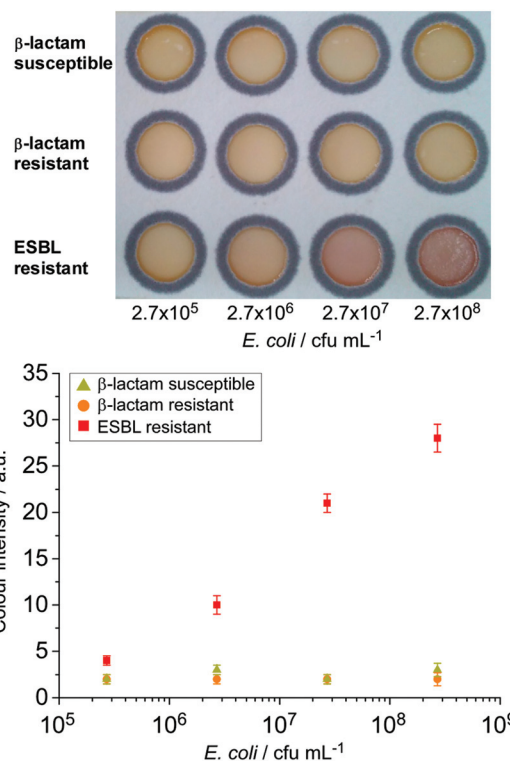 β-lactam
susceptible
β-lactam
resistant
ESBL
resistant
2.7x10⁵ 2.7x10⁶ 2.7x10⁷ 2.7x10⁸
E. coli / cfu mL⁻¹
35
30
25
20
15
10
5
0
Colour intensity / a.u.
β-lactam susceptible
β-lactam resistant
ESBL resistant
10⁵ 10⁶ 10⁷ 10⁸ 10⁹
E. coli / cfu mL⁻¹